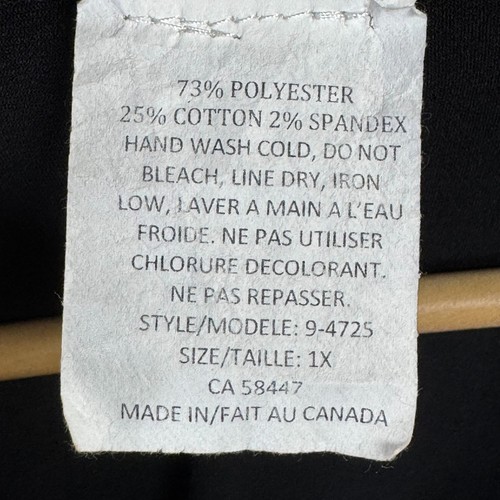 73% POLYESTER
25% COTTON 2% SPANDEX
HAND WASH COLD, DO NOT
BLEACH, LINE DRY, IRON
LOW, LAVER A MAIN A L'EAU
FROIDE. NE PAS UTILISER
CHLORURE DECOLORANT.
NE PAS REPASSER.
STYLE/MODELE: 9-4725
SIZE/TAILLE: 1X
CA 58447
MADE IN/FAIT AU CANADA